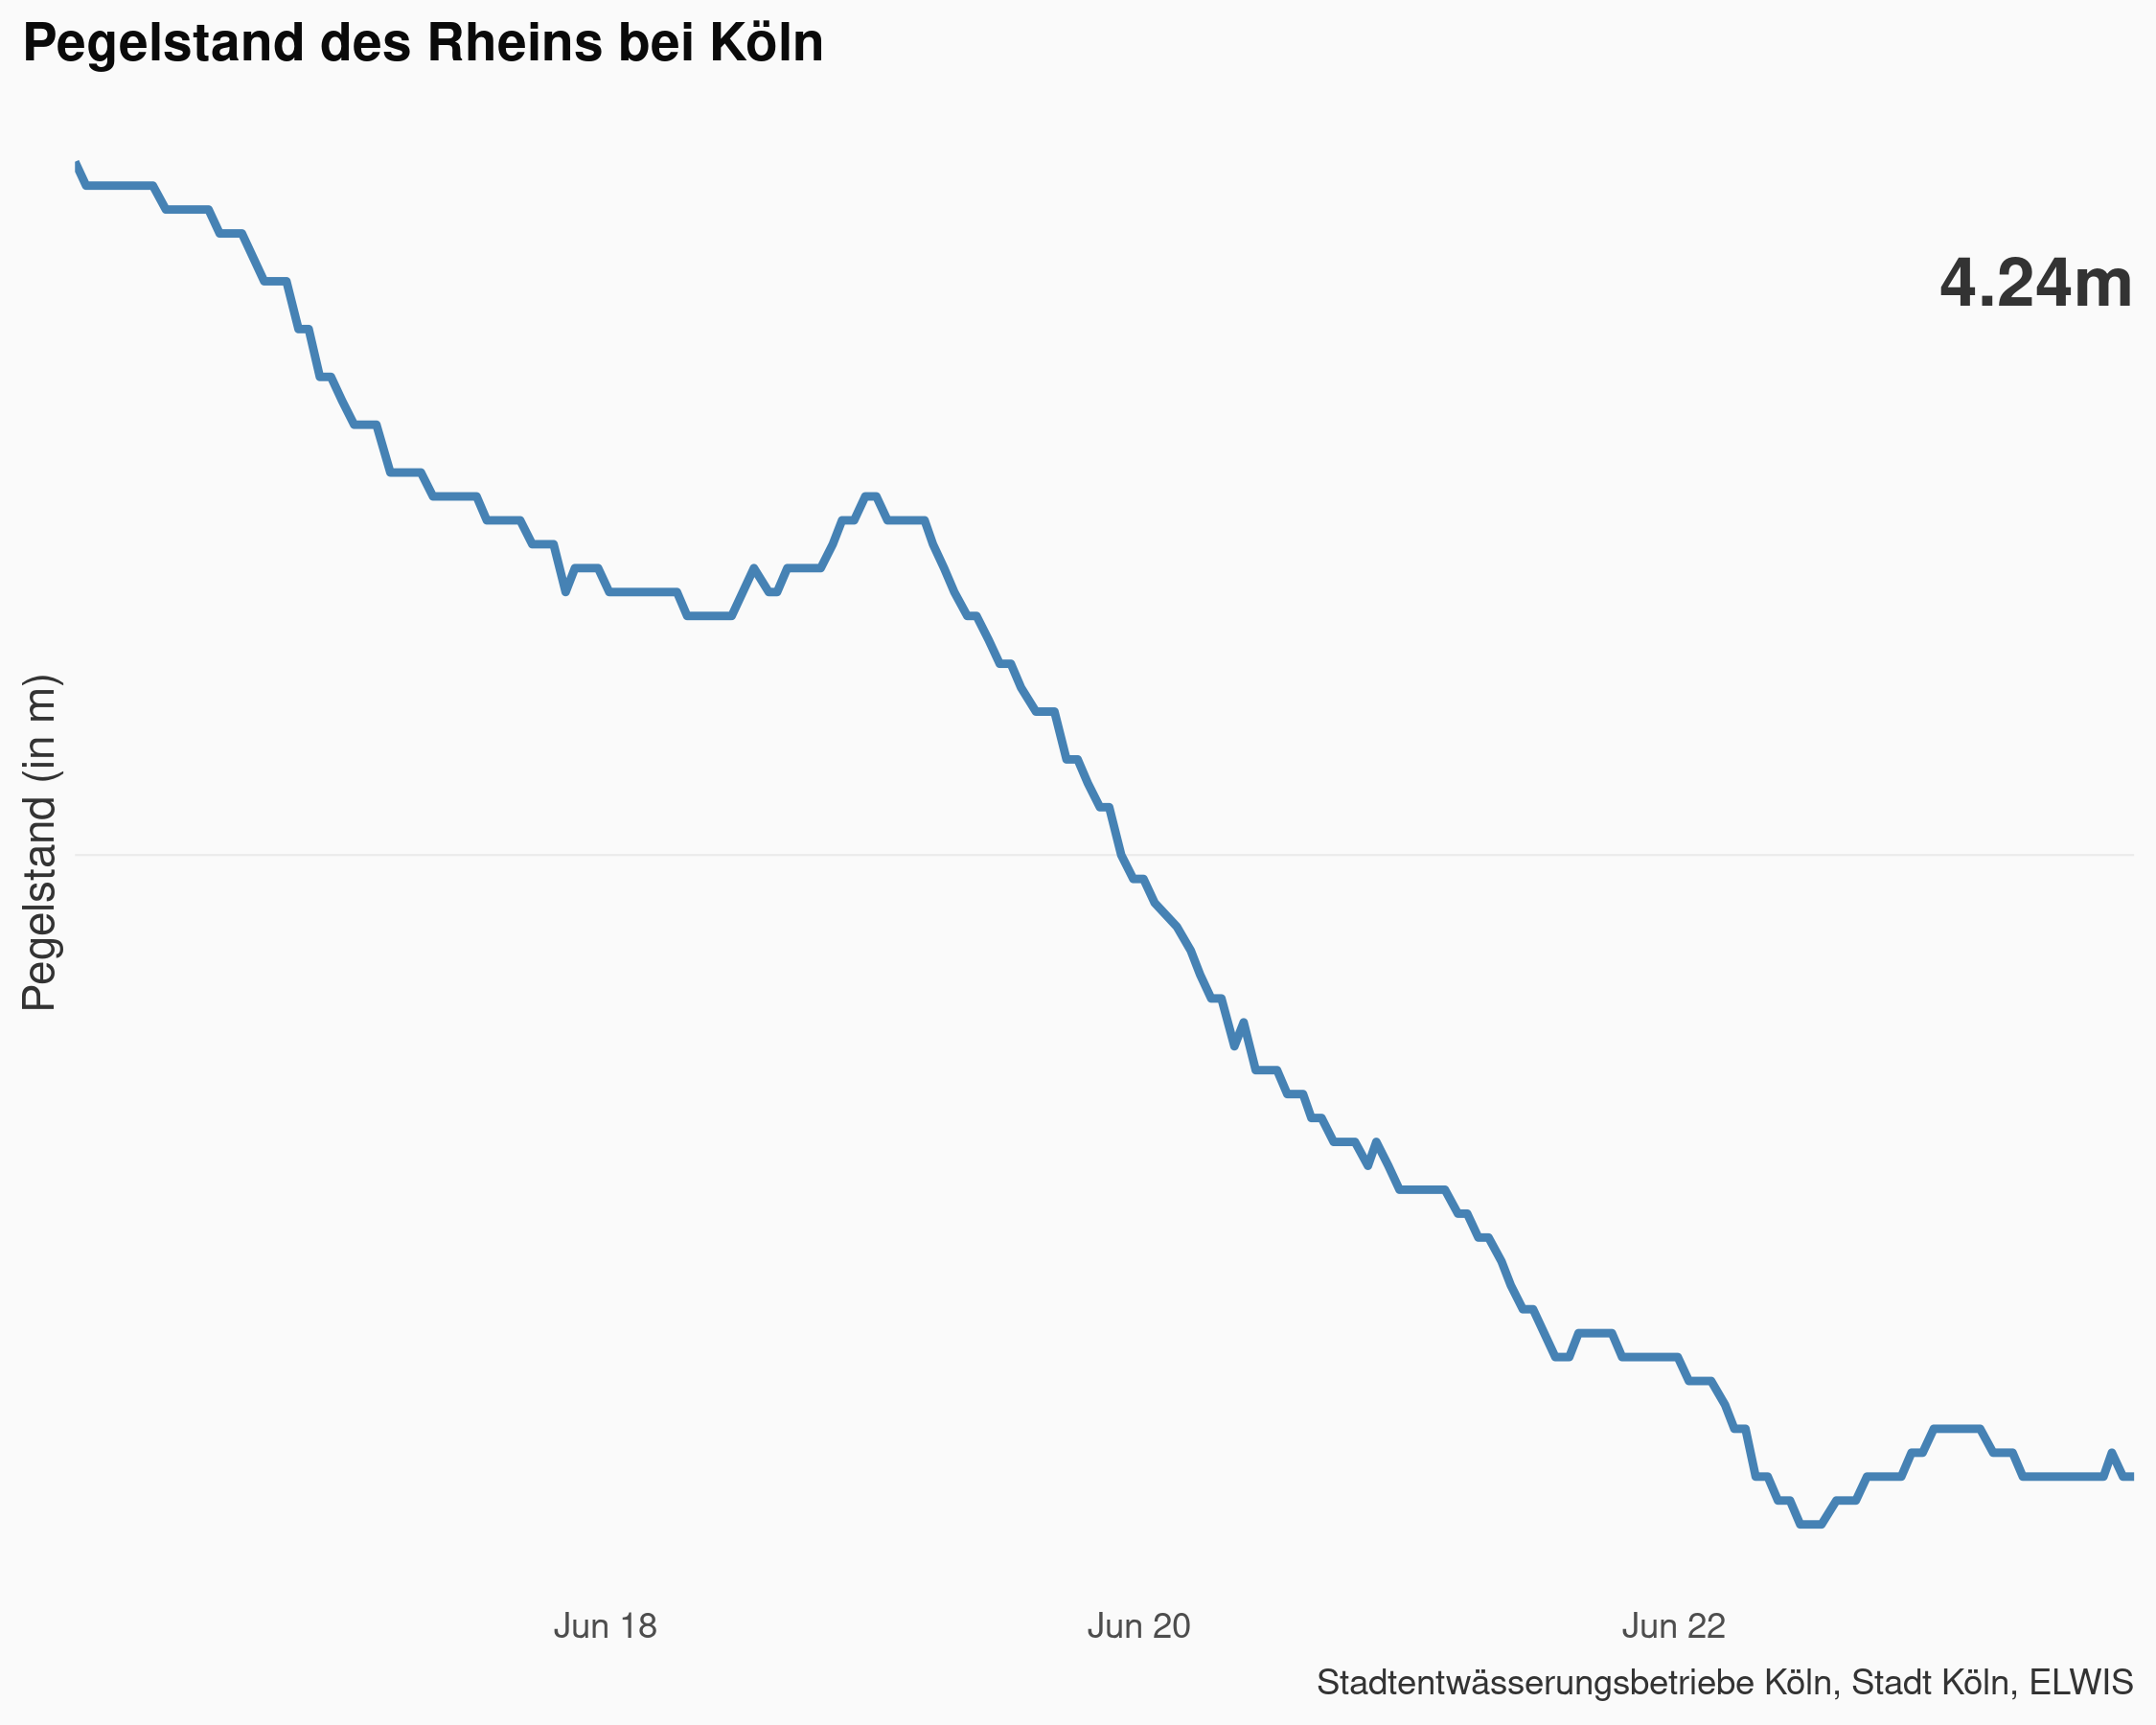 Pegelstand des Rheins bei Köln
4.24m
Pegelstand (in m)
Jun 18
Jun 20
Jun 22
Stadtentwässerungsbetriebe Köln, Stadt Köln, ELWIS